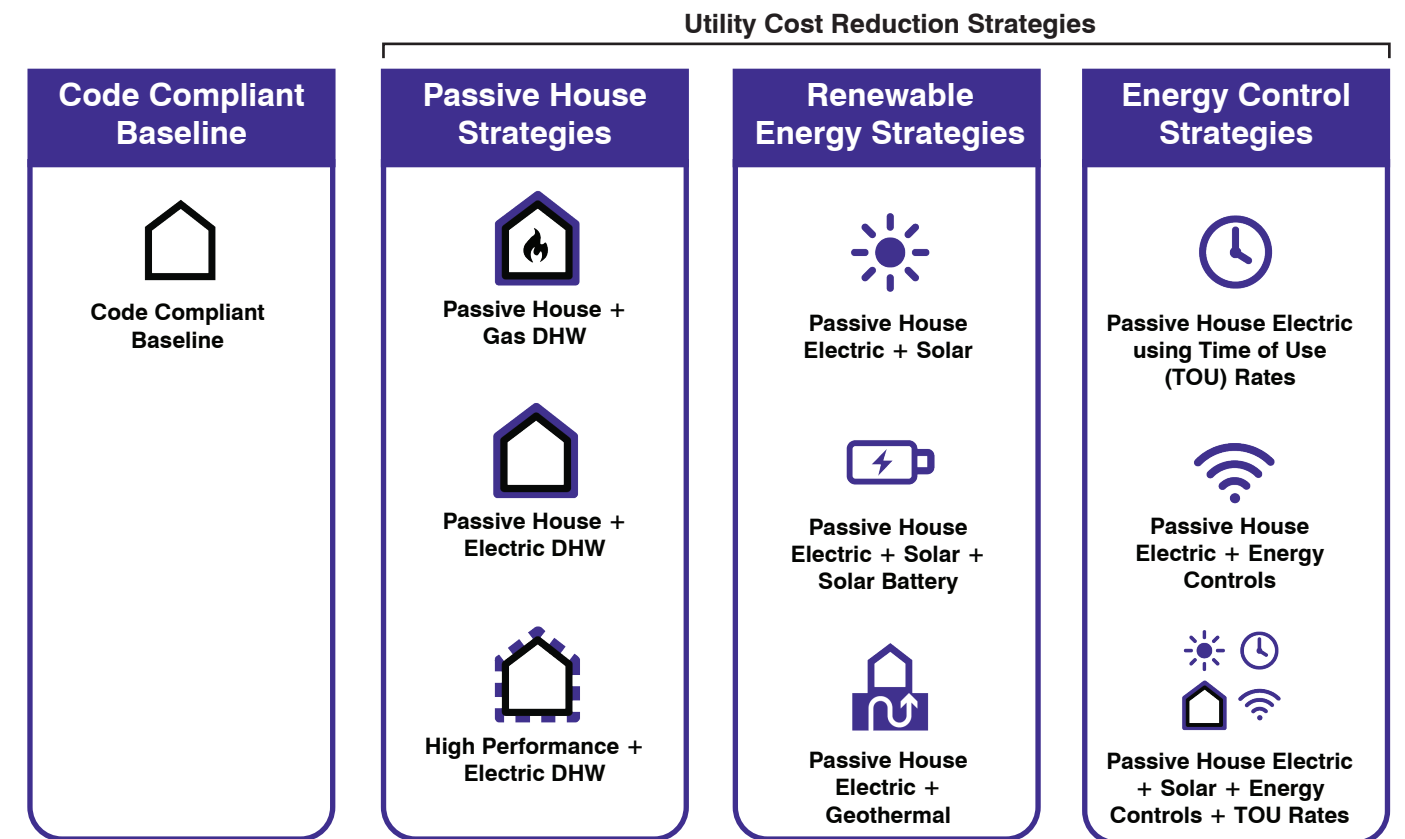 Utility Cost Reduction Strategies
Code Compliant
Baseline
Code Compliant
Baseline
Passive House
Strategies
Passive House +
Gas DHW
Passive House +
Electric DHW
High Performance +
Electric DHW
Renewable
Energy Strategies
Passive House
Electric + Solar
Passive House
Electric + Solar +
Solar Battery
Passive House
Electric +
Geothermal
Energy Control
Strategies
Passive House Electric
using Time of Use
(TOU) Rates
Passive House
Electric + Energy
Controls
Passive House Electric
+ Solar + Energy
Controls + TOU Rates